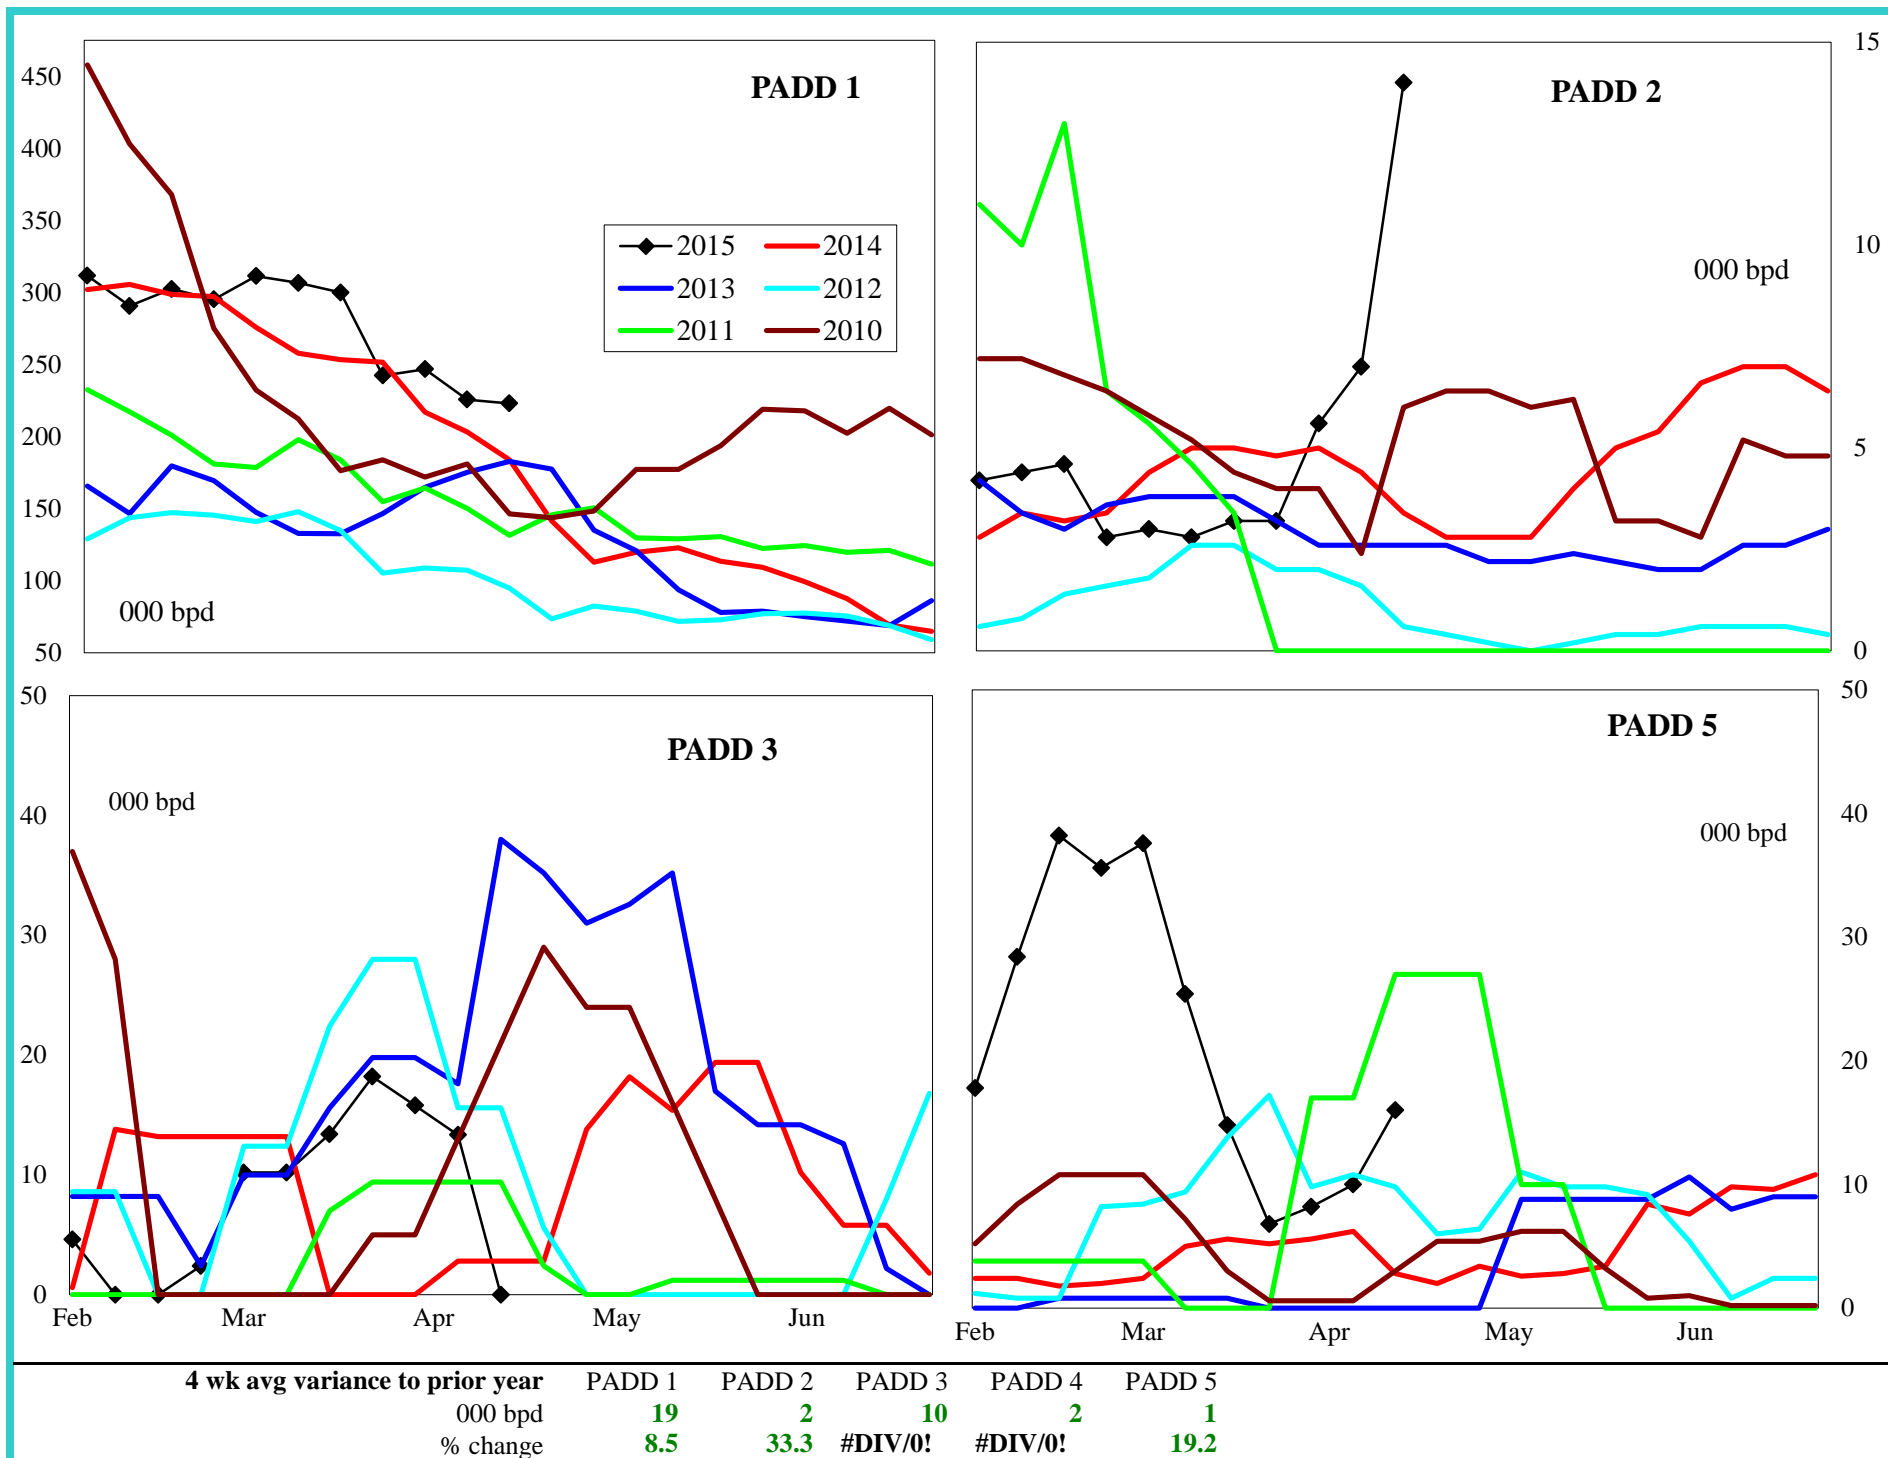 PADD 1
450
400
350
300
250
200
150
100
50
000 bpd
2015 2014
2013 2012
2011 2010
PADD 2
15
10
5
0
000 bpd
PADD 3
50
40
30
20
10
0
000 bpd
Feb Mar Apr May Jun
PADD 5
50
40
30
20
10
0
000 bpd
Feb Mar Apr May Jun
4 wk avg variance to prior year PADD 1 PADD 2 PADD 3 PADD 4 PADD 5
000 bpd 19 2 10 2 1
% change 8.5 33.3 #DIV/0! #DIV/0! 19.2